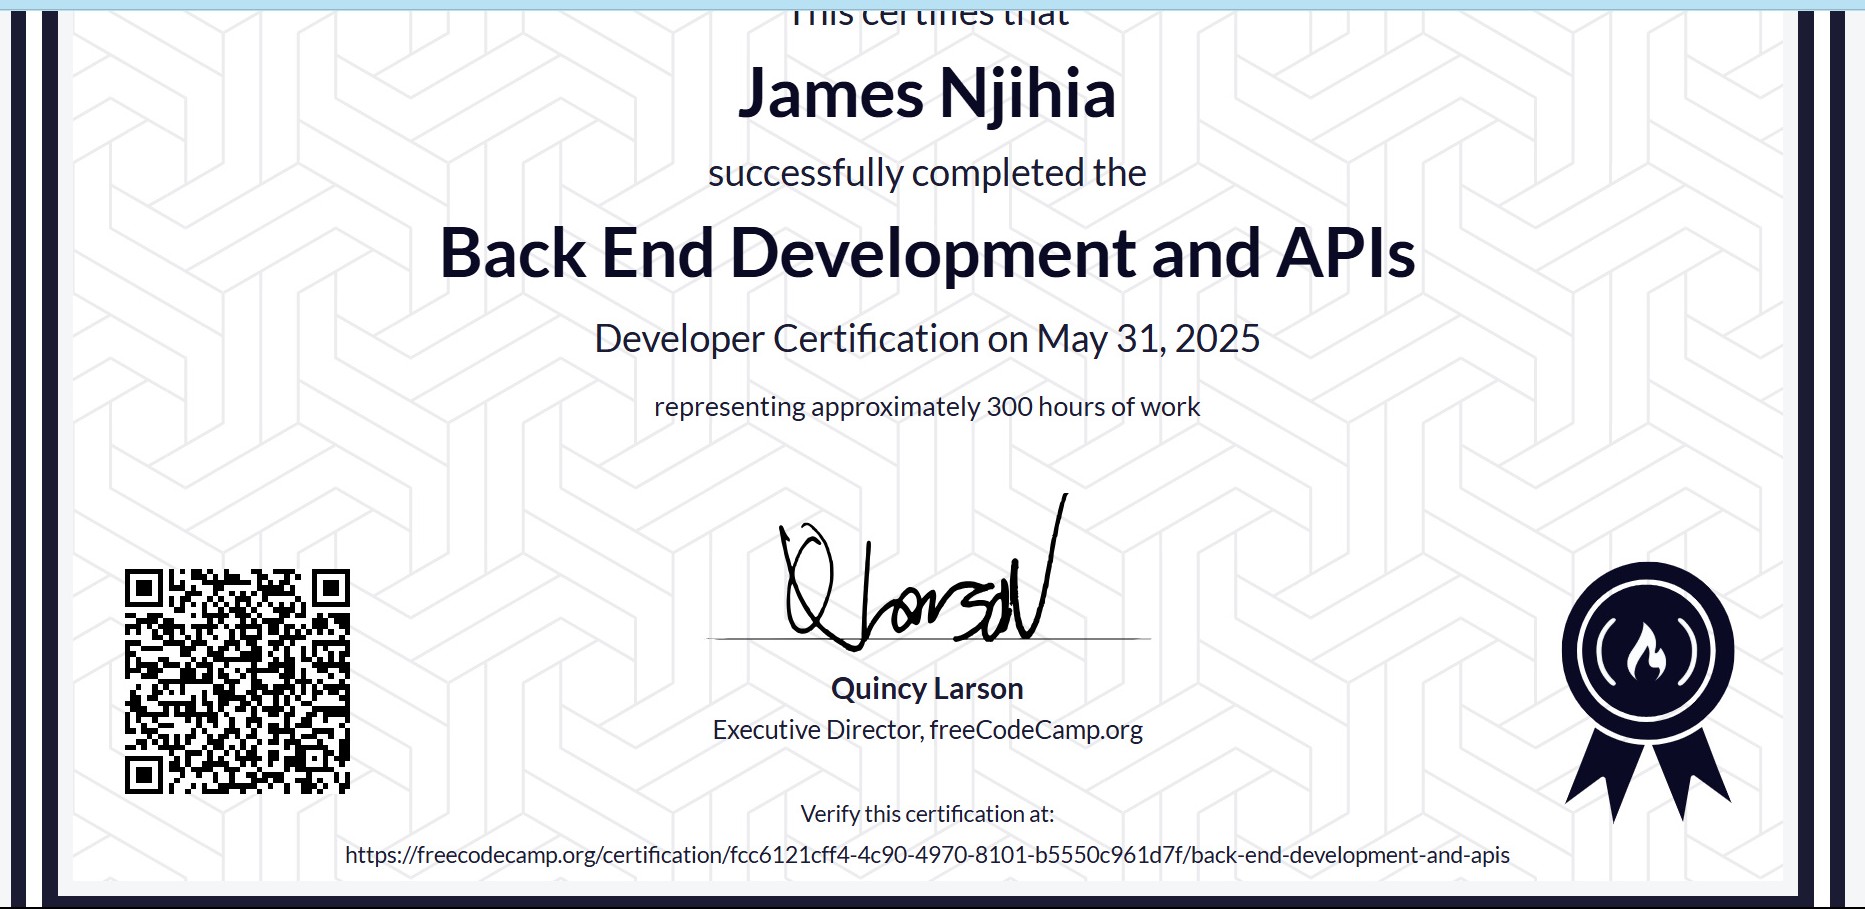 This certifies that
James Njihia
successfully completed the
Back End Development and APIs
Developer Certification on May 31, 2025
representing approximately 300 hours of work
Quincy Larson
Executive Director, freeCodeCamp.org
Verify this certification at:
https://freecodecamp.org/certification/fcc6121cff4-4c90-4970-8101-b5550c961d7f/back-end-development-and-apis